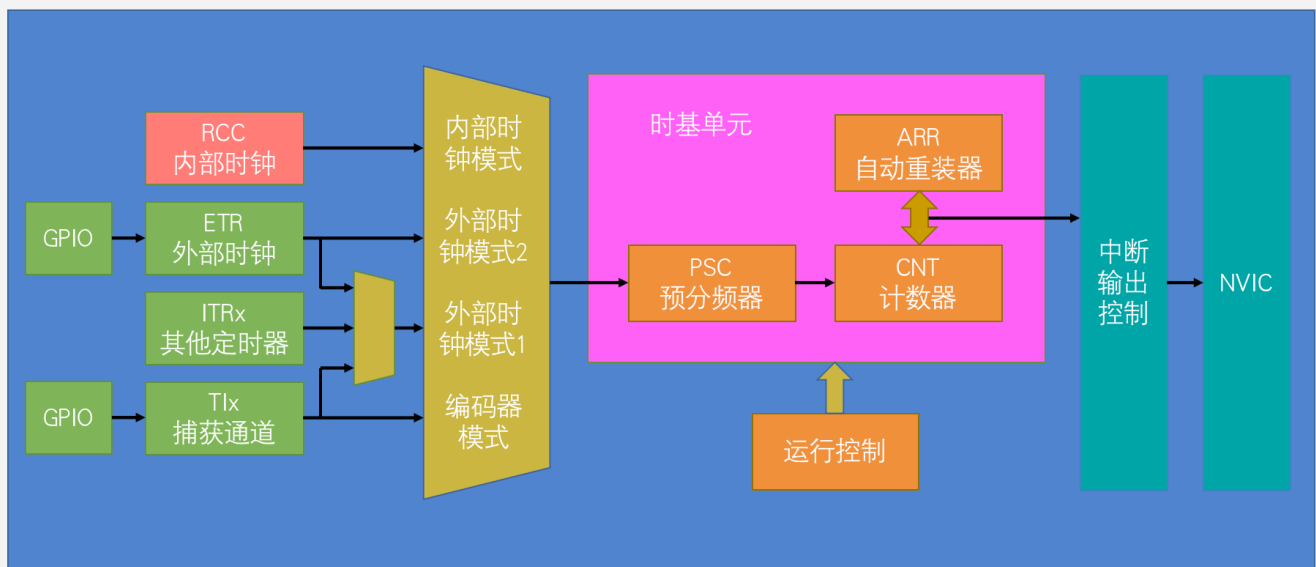 RCC
内部时钟
GPIO
ETR
外部时钟
ITRx
其他定时器
GPIO
TIx
捕获通道
内部时
钟模式
外部时
钟模式2
外部时
钟模式1
编码器
模式
时基单元
ARR
自动重装器
PSC
预分频器
CNT
计数器
运行控制
中断
输出
控制
NVIC